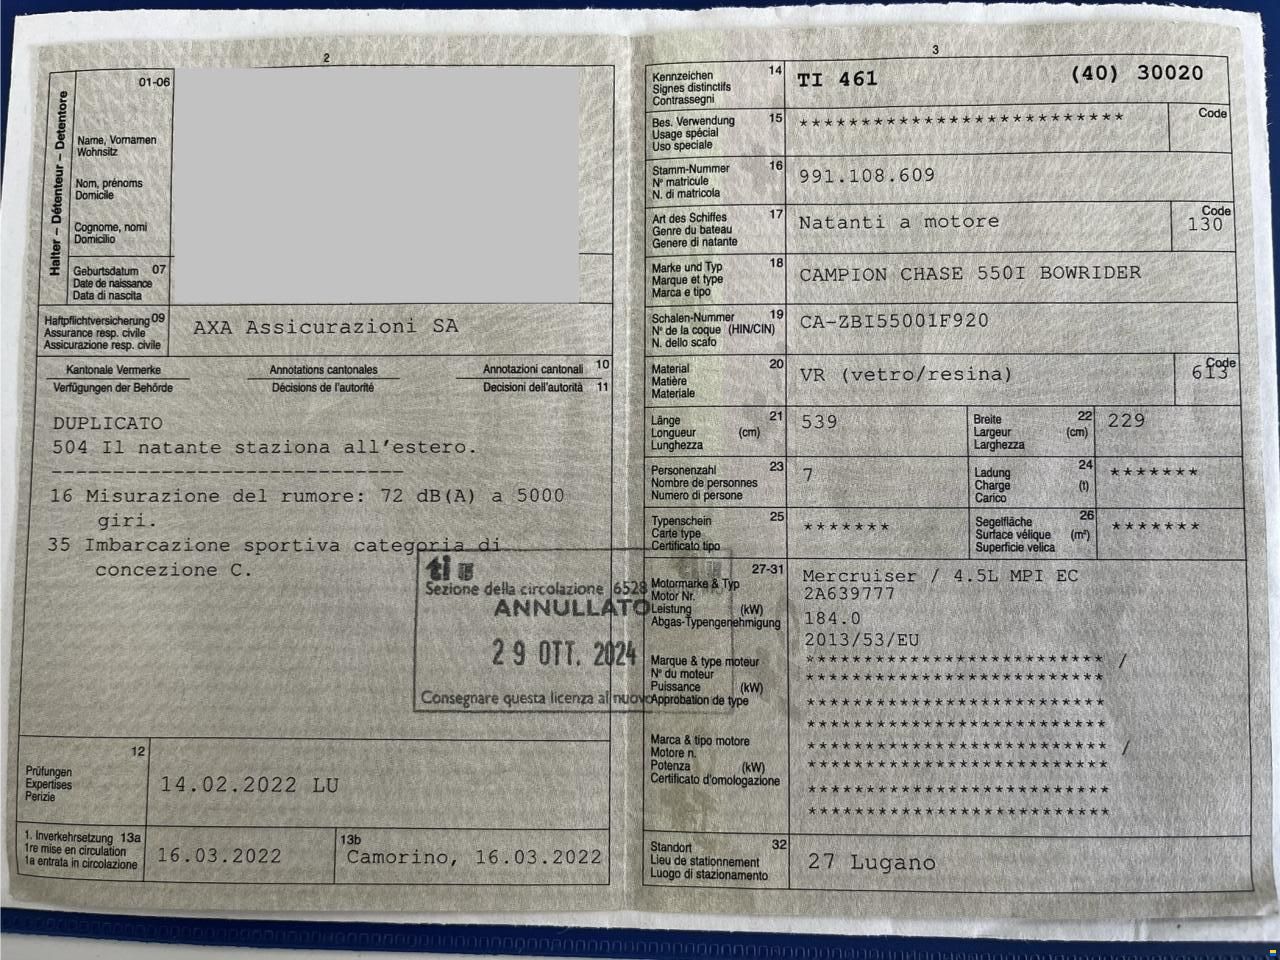 2
01-06
Halter – Détenteur – Detentore
Name, Vornamen
Wohnsitz
Nom, prénoms
Domicile
Cognome, nomi
Domicilio
Geburtsdatum 07
Date de naissance
Data di nascita
Haftpflichtversicherung 09
Assurance resp. civile
Assicurazione resp. civile
AXA Assicurazioni SA
Kantonale Vermerke Annotations cantonales Annotazioni cantonali 10
Verfügungen der Behörde Décisions de l'autorité Decisioni dell'autorità 11
DUPLICATO
504 Il natante staziona all'estero.
-----------------------------
16 Misurazione del rumore: 72 dB(A) a 5000
giri.
35 Imbarcazione sportiva categoria di
concezione C.
ti
Sezione della circolazione 6528
ANNULLATO
29 OTT. 2024
Consegnare questa licenza al nuovo
12
Prüfungen
Expertises
Perizie
14.02.2022 LU
1. Inverkehrsetzung 13a
1re mise en circulation
1a entrata in circolazione
16.03.2022
13b
Camorino, 16.03.2022
3
Kennzeichen 14
Signes distinctifs
Contrassegni
TI 461 (40) 30020
Bes. Verwendung 15
Usage spécial
Uso speciale
**************************
Code
Stamm-Nummer 16
N° matricule
N. di matricola
991.108.609
Art des Schiffes 17
Genre du bateau
Genere di natante
Natanti a motore
Code
130
Marke und Typ 18
Marque et type
Marca e tipo
CAMPION CHASE 550I BOWRIDER
Schalen-Nummer 19
N° de la coque (HIN/CIN)
N. dello scafo
CA-ZBI55001F920
Material 20
Matière
Materiale
VR (vetro/resina)
Code
613
Länge 21
Longueur (cm)
Lunghezza
539
Breite 22
Largeur (cm)
Larghezza
229
Personenzahl 23
Nombre de personnes
Numero di persone
7
Ladung 24
Charge (t)
Carico
*******
Typenschein 25
Carte type
Certificato tipo
*******
Segelfläche 26
Surface vélique (m²)
Superficie velica
*******
27-31
Motormarke & Typ
Motor Nr.
Leistung (kW)
Abgas-Typengenehmigung
Mercruiser / 4.5L MPI EC
2A639777
184.0
2013/53/EU
Marque & type moteur
N° du moteur
Puissance (kW)
Approbation de type
************************* /
*************************
*************************
*************************
Marca & tipo motore
Motore n.
Potenza (kW)
Certificato d'omologazione
************************* /
*************************
*************************
*************************
Standort 32
Lieu de stationnement
Luogo di stazionamento
27 Lugano